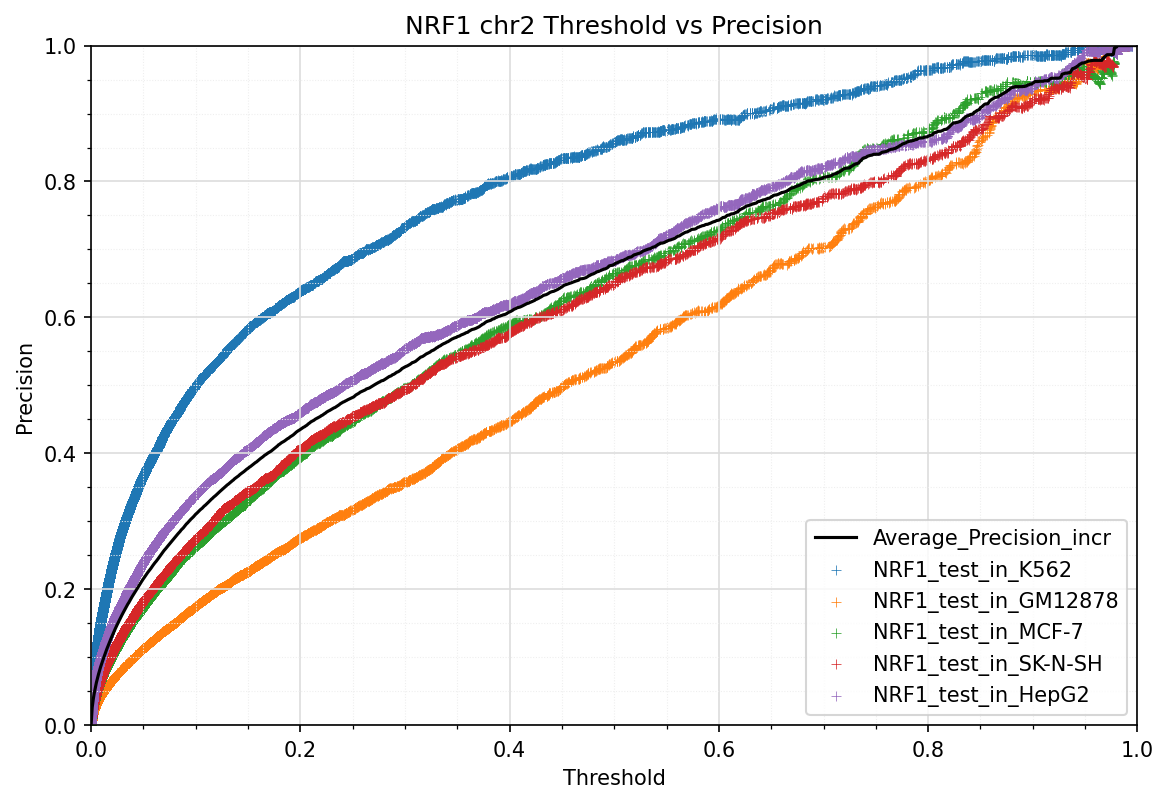 NRF1 chr2 Threshold vs Precision
1.0
0.8
0.6
0.4
0.2
0.0
Precision
Average_Precision_incr
NRF1_test_in_K562
NRF1_test_in_GM12878
NRF1_test_in_MCF-7
NRF1_test_in_SK-N-SH
NRF1_test_in_HepG2
0.0 0.2 0.4 0.6 0.8 1.0
Threshold